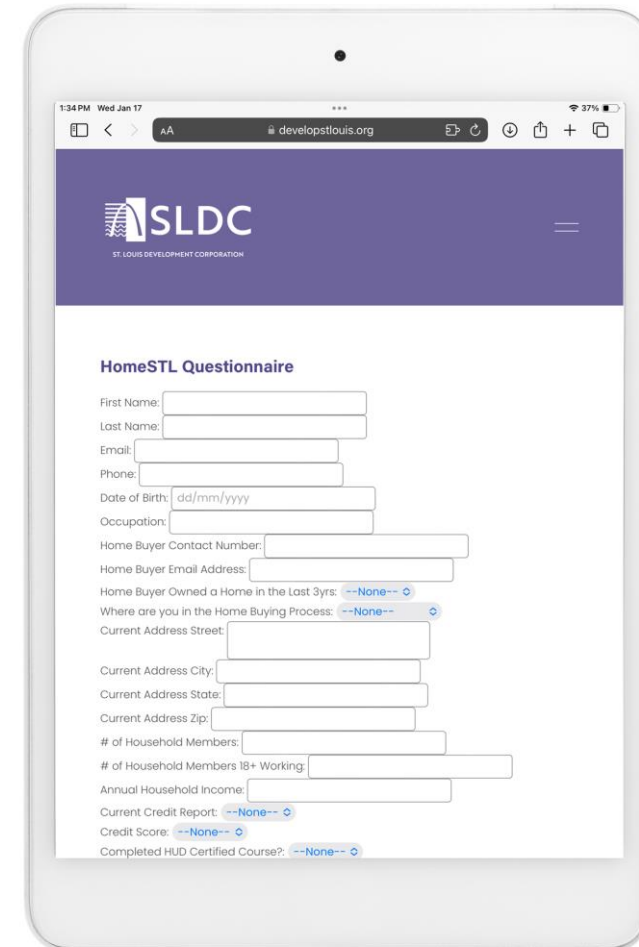 1:34 PM Wed Jan 17
37%
AA
developstlouis.org
SLDC
ST. LOUIS DEVELOPMENT CORPORATION
HomeSTL Questionnaire
First Name:
Last Name:
Email:
Phone:
Date of Birth: dd/mm/yyyy
Occupation:
Home Buyer Contact Number:
Home Buyer Email Address:
Home Buyer Owned a Home in the Last 3yrs: --None--
Where are you in the Home Buying Process: --None--
Current Address Street:
Current Address City:
Current Address State:
Current Address Zip:
# of Household Members:
# of Household Members 18+ Working:
Annual Household Income:
Current Credit Report: --None--
Credit Score: --None--
Completed HUD Certified Course?: --None--